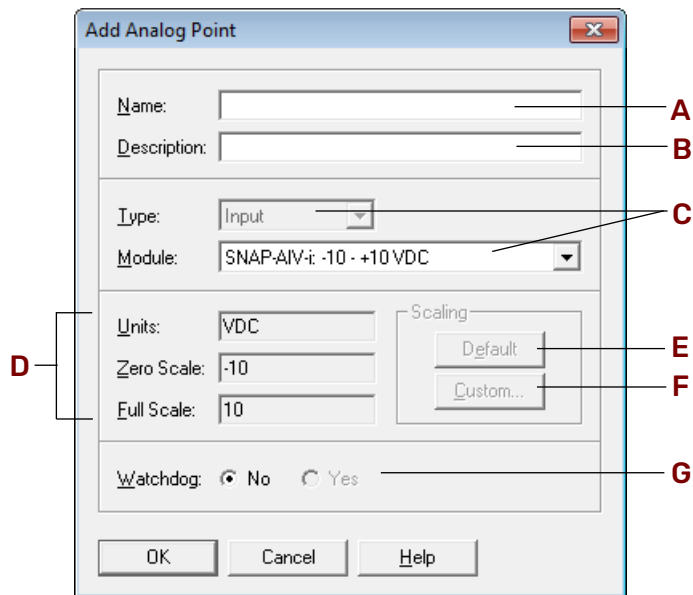 Add Analog Point
Name: A
Description: B
Type: Input C
Module: SNAP-AIV-i: -10 - +10 VDC
D
Units: VDC
Zero Scale: -10
Full Scale: 10
Scaling
Default E
Custom... F
Watchdog: No Yes G
OK Cancel Help